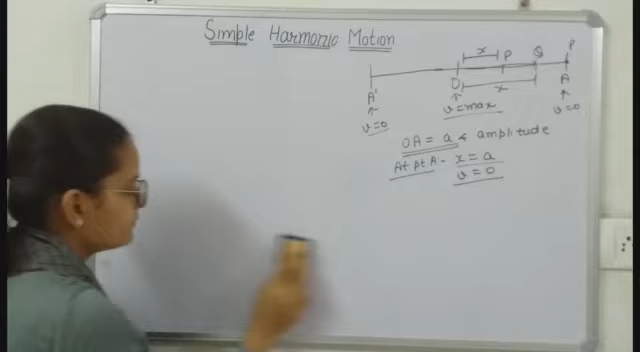 Simple Harmonic Motion
x P Q P
A' O x A
v=0 v=max v=0
OA = a & amplitude
At pt A - x = a
v = 0